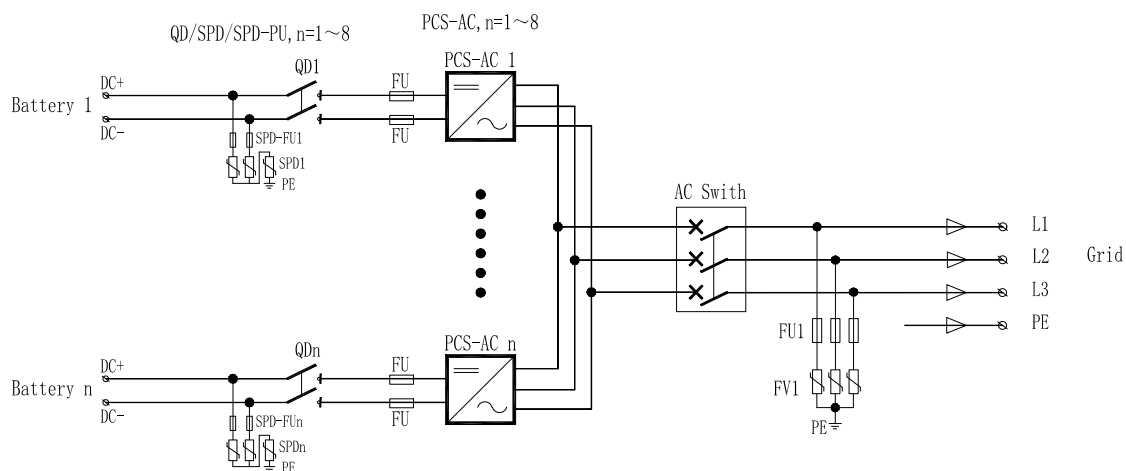 QD/SPD/SPD-PU,n=1～8
PCS-AC,n=1～8
PCS-AC 1
QD1
DC+
FU
Battery 1
DC-
FU
SPD-FU1
SPD1
PE
AC Swith
L1
L2
Grid
L3
PE
FU1
FV1
PE
PCS-AC n
QDn
DC+
FU
Battery n
DC-
FU
SPD-FUn
SPDn
PE